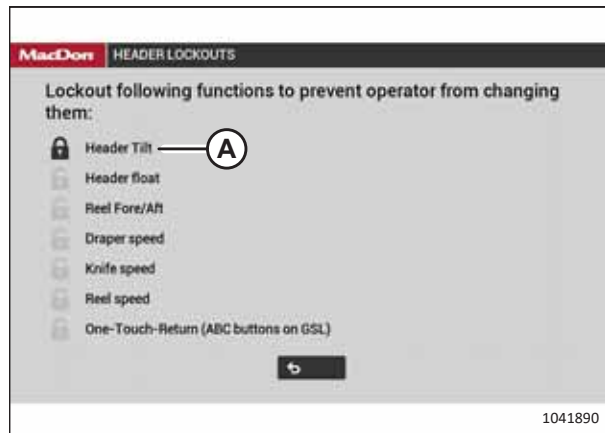 MacDon HEADER LOCKOUTS
Lockout following functions to prevent operator from changing
them:
Header Tilt A
Header float
Reel Fore/Aft
Draper speed
Knife speed
Reel speed
One-Touch-Return (ABC buttons on GSL)
1041890